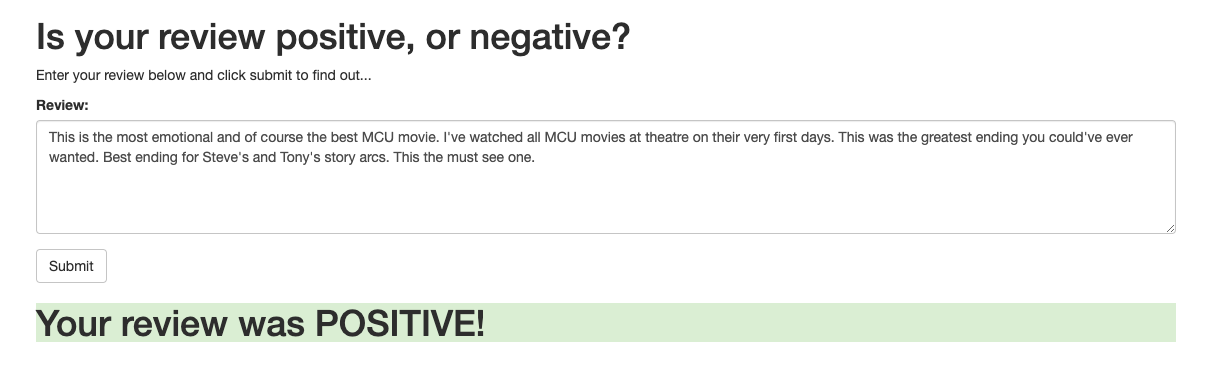 Is your review positive, or negative?
Enter your review below and click submit to find out...
Review:
This is the most emotional and of course the best MCU movie. I've watched all MCU movies at theatre on their very first days. This was the greatest ending you could've ever
wanted. Best ending for Steve's and Tony's story arcs. This the must see one.
Submit
Your review was POSITIVE!